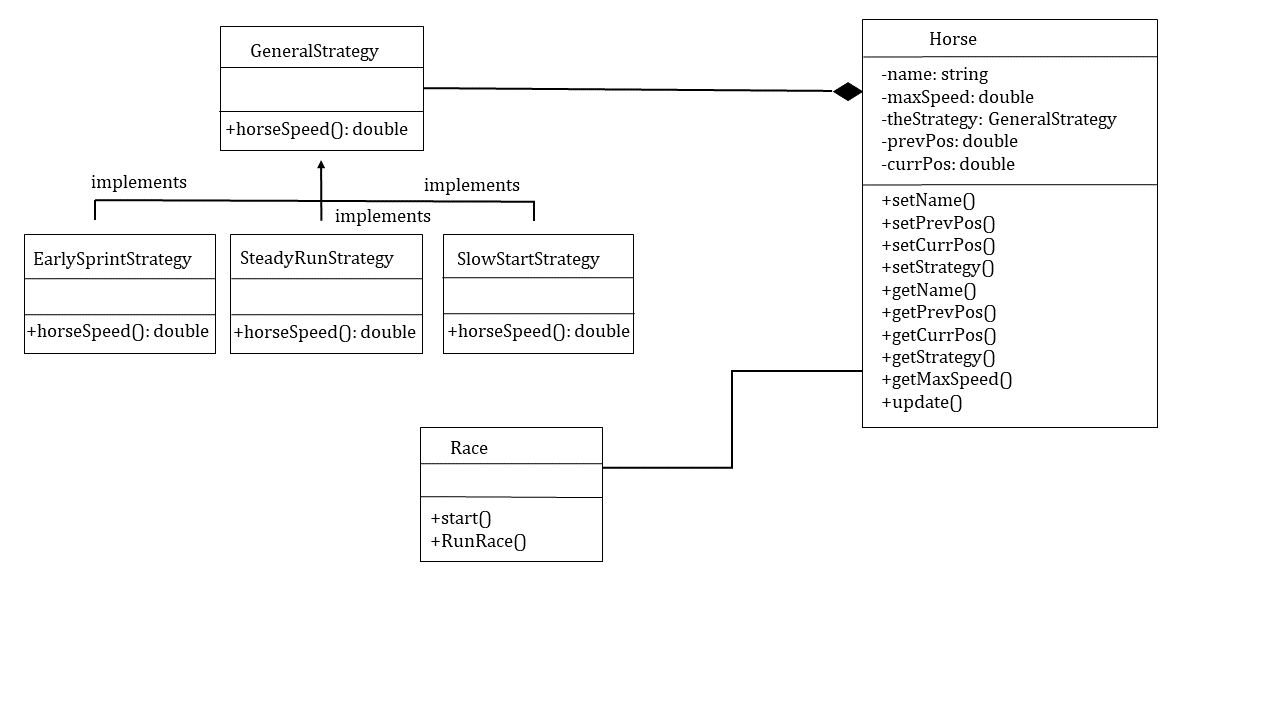 GeneralStrategy
+horseSpeed(): double
implements
implements
implements
EarlySprintStrategy
+horseSpeed(): double
SteadyRunStrategy
+horseSpeed(): double
SlowStartStrategy
+horseSpeed(): double
Horse
-name: string
-maxSpeed: double
-theStrategy: GeneralStrategy
-prevPos: double
-currPos: double
+setName()
+setPrevPos()
+setCurrPos()
+setStrategy()
+getName()
+getPrevPos()
+getCurrPos()
+getStrategy()
+getMaxSpeed()
+update()
Race
+start()
+RunRace()